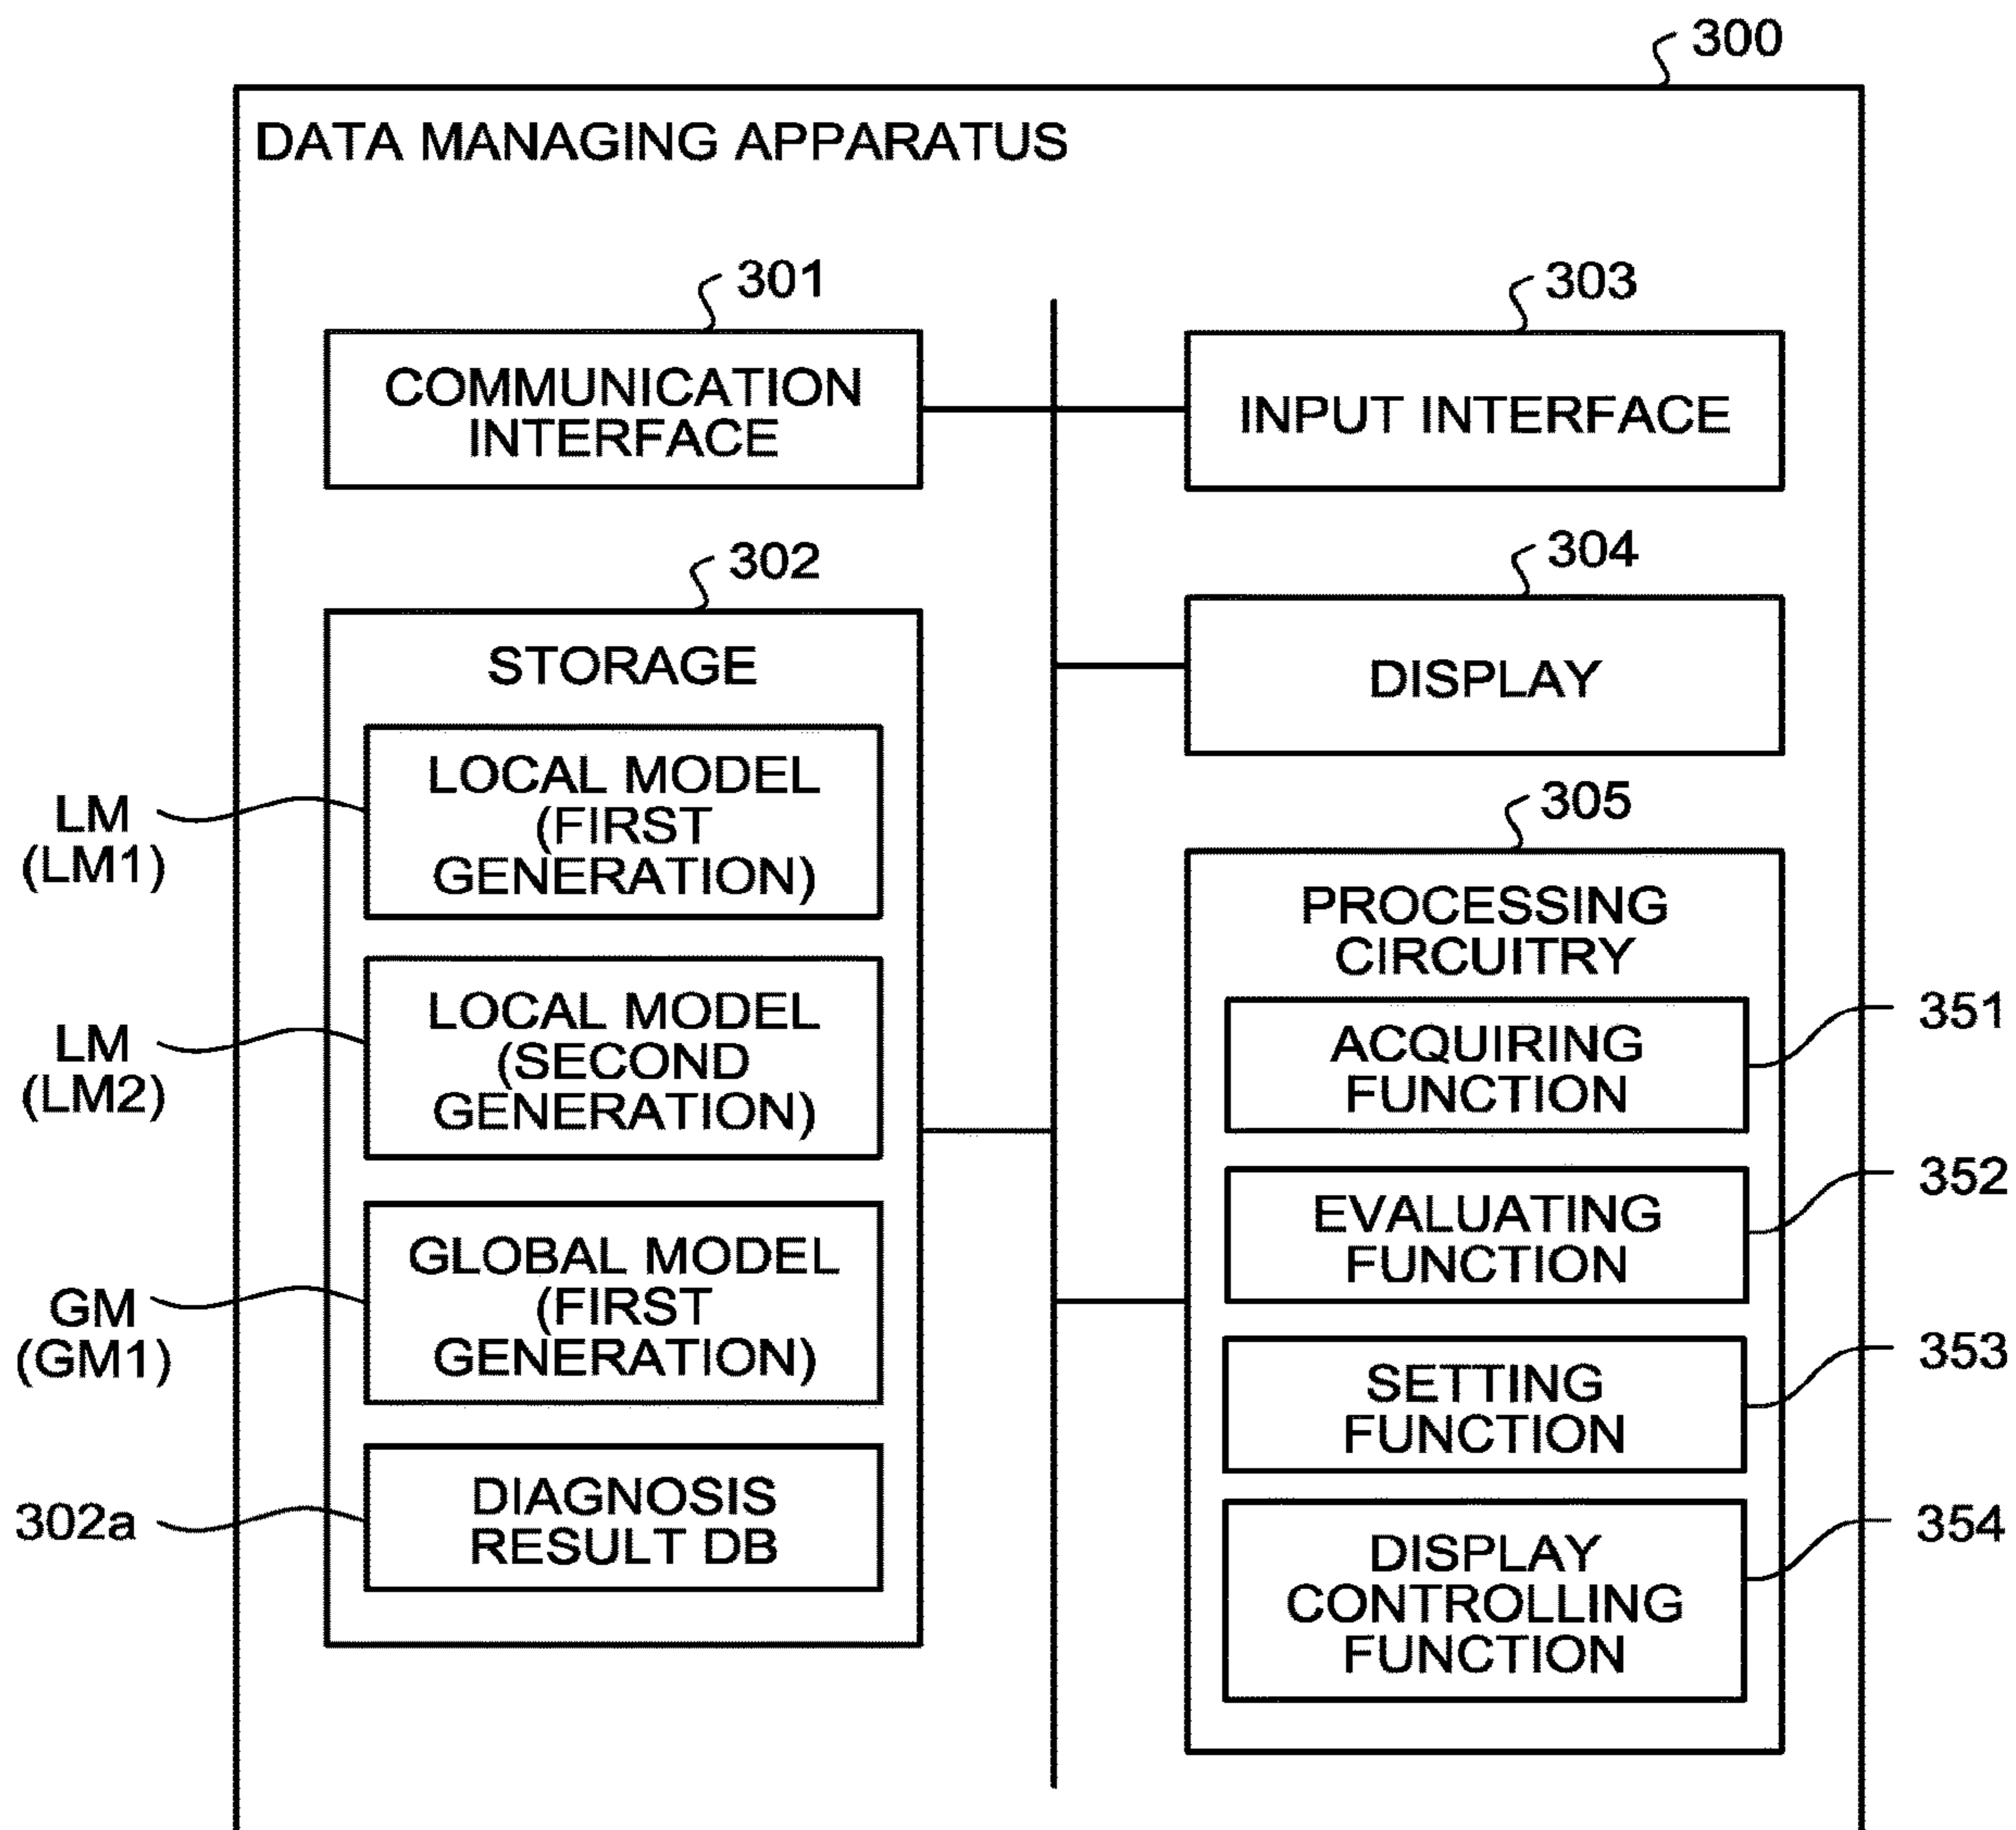 300
DATA MANAGING APPARATUS
301
COMMUNICATION
INTERFACE
303
INPUT INTERFACE
302
STORAGE
LM
(LM1)
LOCAL MODEL
(FIRST
GENERATION)
LM
(LM2)
LOCAL MODEL
(SECOND
GENERATION)
GM
(GM1)
GLOBAL MODEL
(FIRST
GENERATION)
302a
DIAGNOSIS
RESULT DB
304
DISPLAY
305
PROCESSING
CIRCUITRY
ACQUIRING
FUNCTION
351
EVALUATING
FUNCTION
352
SETTING
FUNCTION
353
DISPLAY
CONTROLLING
FUNCTION
354